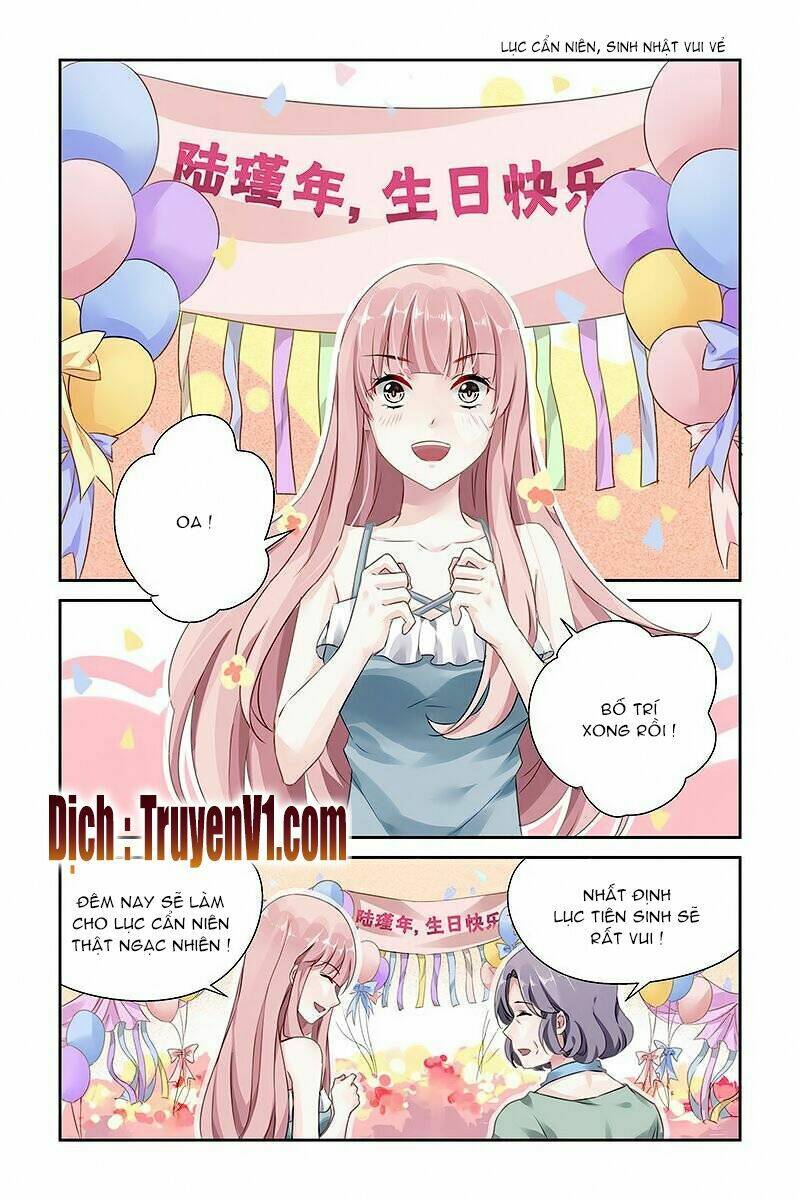 LỤC CẨN NIÊN, SINH NHẬT VUI VẺ
陆瑾年,生日快乐!
OA !
BỐ TRÍ
XONG RỒI !
Dịch : TruyenV1.com
ĐÊM NAY SẼ LÀM
CHO LỤC CẨN NIÊN
THẬT NGẠC NHIÊN !
陆瑾年,生日快乐
NHẤT ĐỊNH
LỤC TIÊN SINH SẼ
RẤT VUI !